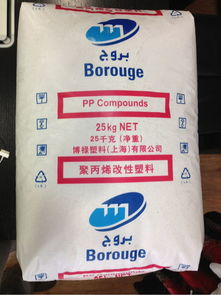 بروج
Borouge
PP Compounds
25kg NET
25千克(净重)
博禄塑料(上海)有限公司
聚丙烯改性塑料
بروج
Borouge